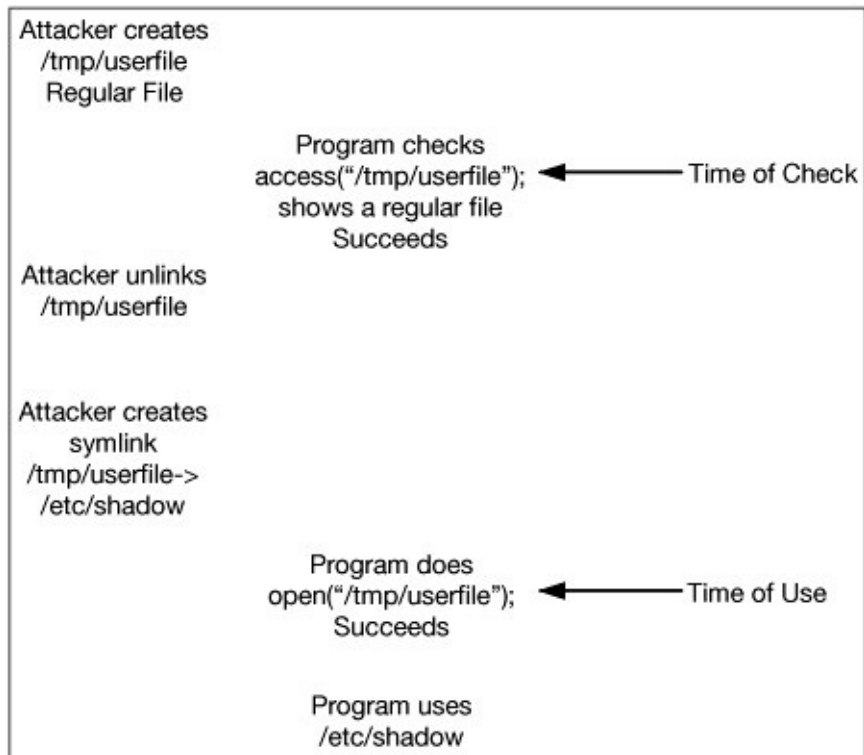 Attacker creates
/tmp/userfile
Regular File
Program checks
access(“/tmp/userfile”);
shows a regular file
Succeeds
Time of Check
Attacker unlinks
/tmp/userfile
Attacker creates
symlink
/tmp/userfile->
/etc/shadow
Program does
open(“/tmp/userfile”);
Succeeds
Time of Use
Program uses
/etc/shadow